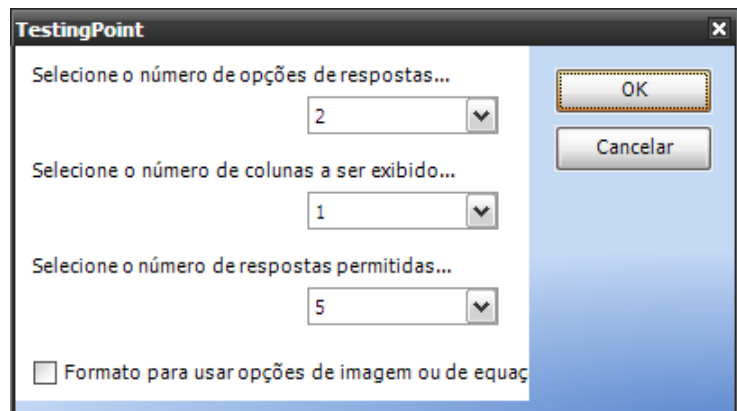 TestingPoint
Selecione o número de opções de respostas...
2
OK
Cancelar
Selecione o número de colunas a ser exibido...
1
Selecione o número de respostas permitidas...
5
Formato para usar opções de imagem ou de equaç